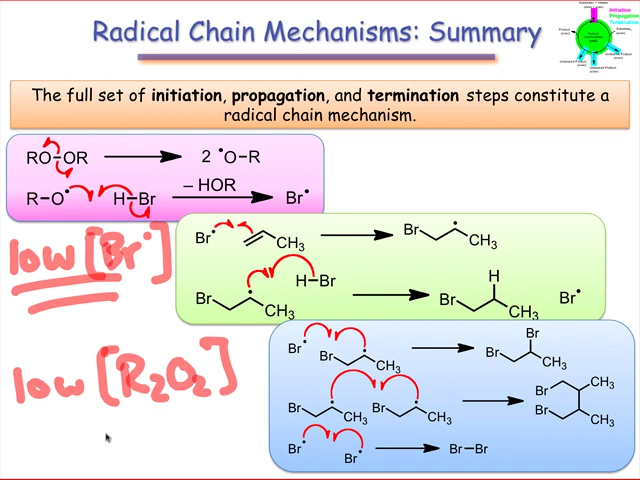 Radical Chain Mechanisms: Summary
Initiation
Propagation
Termination
The full set of initiation, propagation, and termination steps constitute a
radical chain mechanism.
RO–OR 2 •O–R
R–O• H–Br – HOR Br•
Br• CH3 Br • CH3
Br • CH3 H–Br Br H CH3 Br•
low [Br•]
Br• Br • CH3 Br Br CH3
low [R2O2]
Br • CH3 Br • CH3 Br CH3 Br CH3
Br• Br• Br–Br